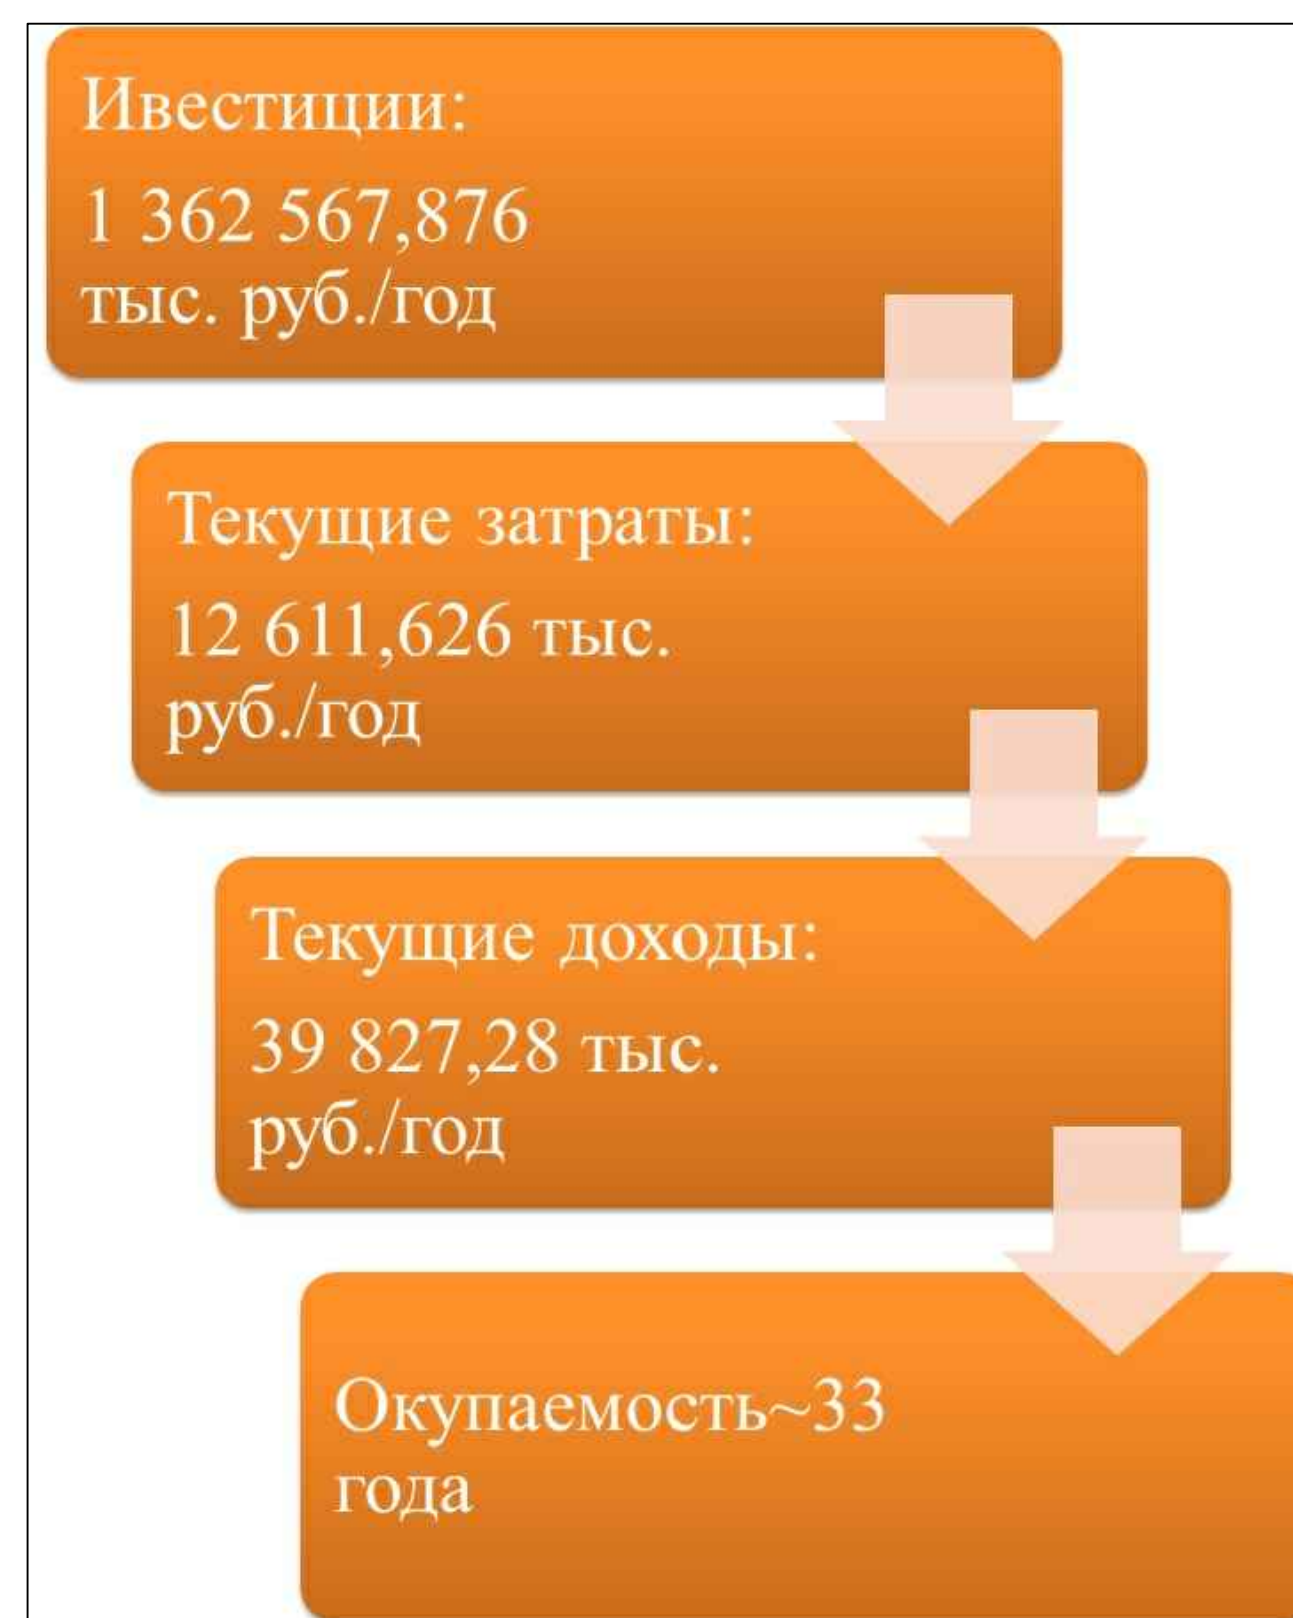 Ивестиции:
1 362 567,876
тыс. руб./год
Текущие затраты:
12 611,626 тыс.
руб./год
Текущие доходы:
39 827,28 тыс.
руб./год
Окупаемость~33
года